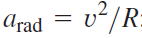 a_rad = v²/R: